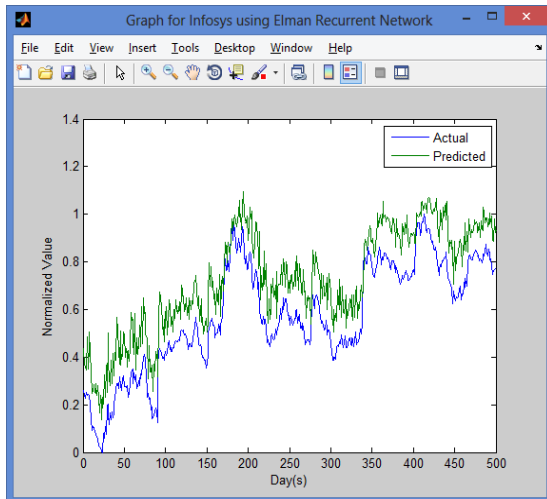 Graph for Infosys using Elman Recurrent Network
File Edit View Insert Tools Desktop Window Help
1.4
1.2
1
0.8
0.6
0.4
0.2
0
Normalized Value
Actual
Predicted
0 50 100 150 200 250 300 350 400 450 500
Day(s)